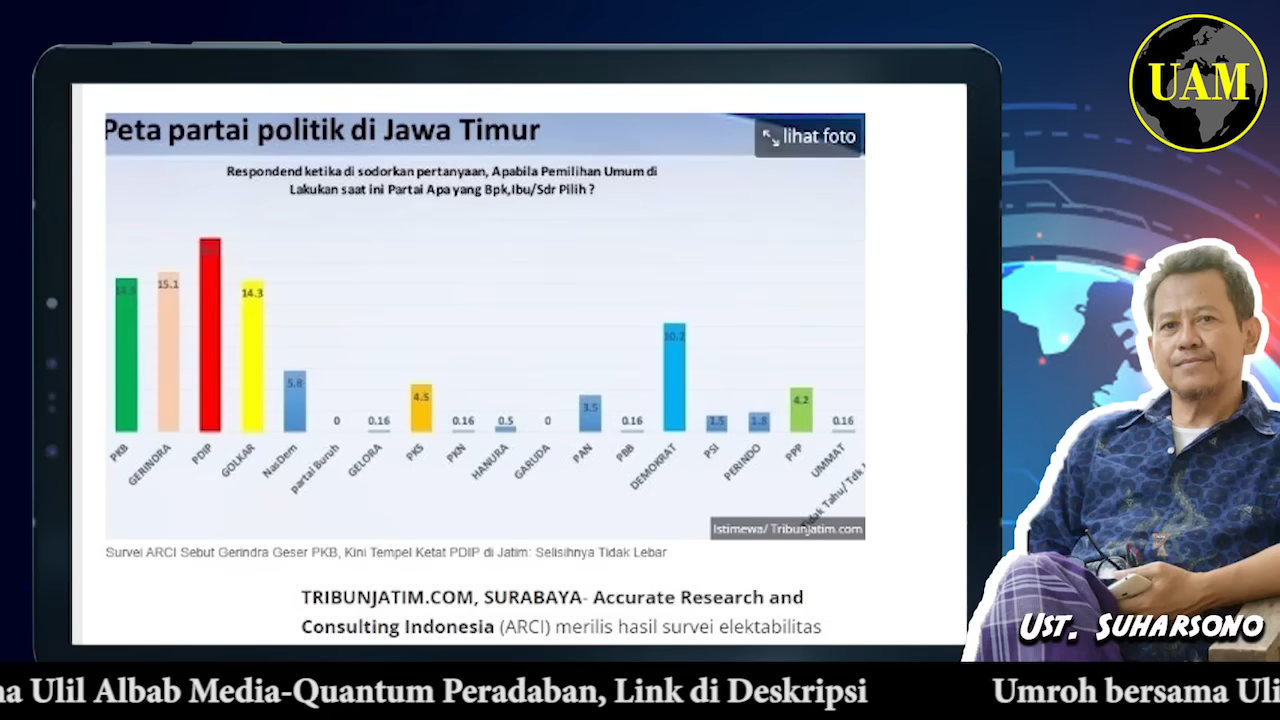 UAM
Peta partai politik di Jawa Timur
lihat foto
Respondend ketika di sodorkan pertanyaan, Apabila Pemilihan Umum di
Lakukan saat ini Partai Apa yang Bpk,Ibu/Sdr Pilih ?
15.1
14.3
5.8
0
0.16
4.5
0.16
0.5
0
3.5
0.16
10.2
1.5
1.8
4.2
0.16
PKB
GERINDRA
PDIP
GOLKAR
NasDem
partai Buruh
GELORA
PKS
PKN
HANURA
GARUDA
PAN
PBB
DEMOKRAT
PSI
PERINDO
PPP
UMMAT
Tidak Tahu/ Tdk
Istimewa/ Tribunjatim.com
Survei ARCI Sebut Gerindra Geser PKB, Kini Tempel Ketat PDIP di Jatim: Selisihnya Tidak Lebar
TRIBUNJATIM.COM, SURABAYA- Accurate Research and
Consulting Indonesia (ARCI) merilis hasil survei elektabilitas
UST. SUHARSONO
na Ulil Albab Media-Quantum Peradaban, Link di Deskripsi
Umroh bersama Uli